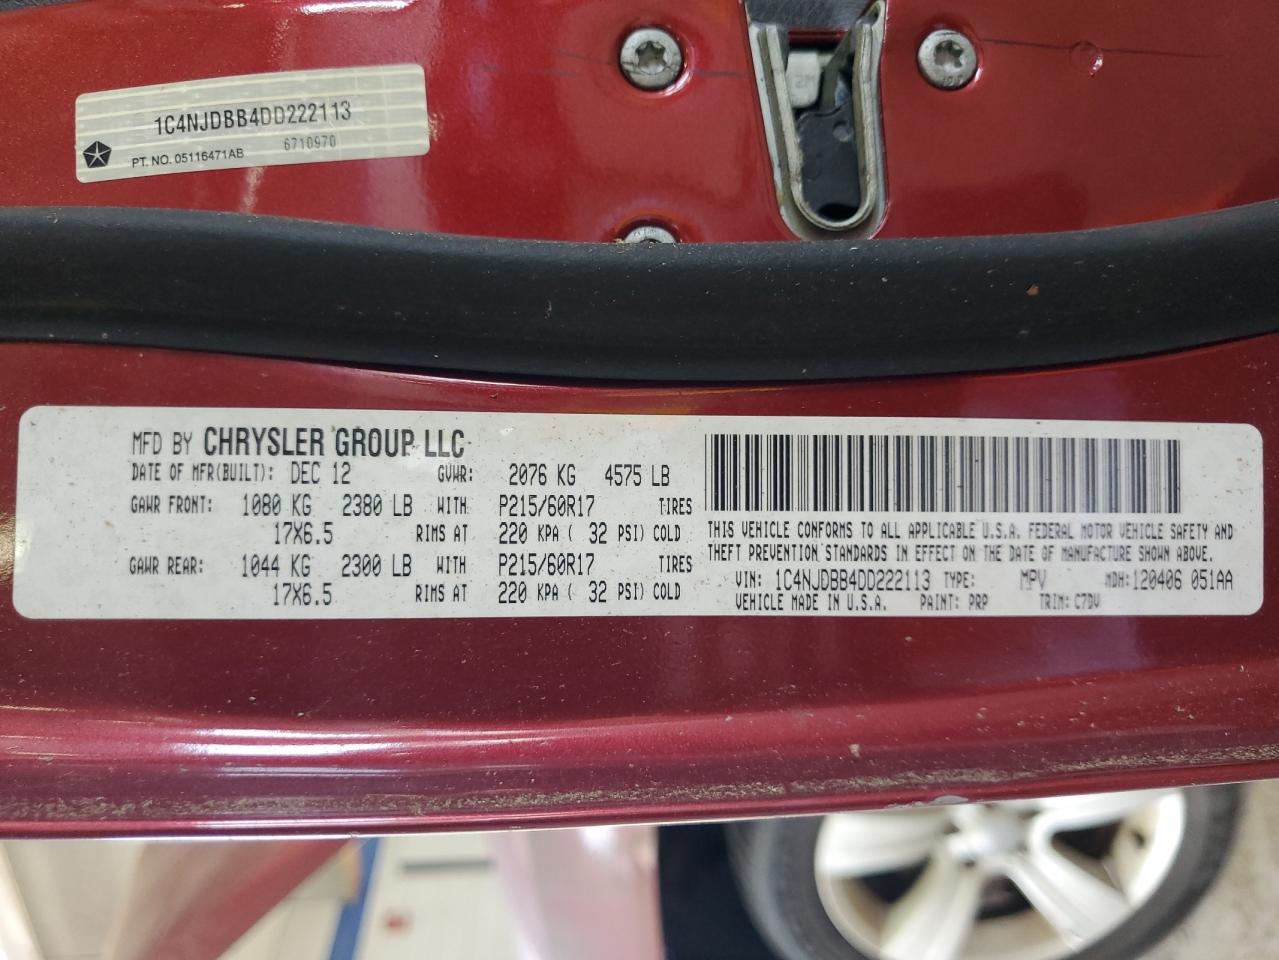 1C4NJDBB4DD222113
PT. NO. 05116471AB 6710970
MFD BY CHRYSLER GROUP LLC
DATE OF MFR(BUILT): DEC 12 GVWR: 2076 KG 4575 LB
GAWR FRONT: 1080 KG 2380 LB WITH P215/60R17 TIRES
17X6.5 RIMS AT 220 KPA ( 32 PSI) COLD
GAWR REAR: 1044 KG 2300 LB WITH P215/60R17 TIRES
17X6.5 RIMS AT 220 KPA ( 32 PSI) COLD
THIS VEHICLE CONFORMS TO ALL APPLICABLE U.S.A. FEDERAL MOTOR VEHICLE SAFETY AND
THEFT PREVENTION STANDARDS IN EFFECT ON THE DATE OF MANUFACTURE SHOWN ABOVE.
VIN: 1C4NJDBB4DD222113 TYPE: MPV MDH:120406 051AA
VEHICLE MADE IN U.S.A. PAINT: PRP TRIM: C7DV